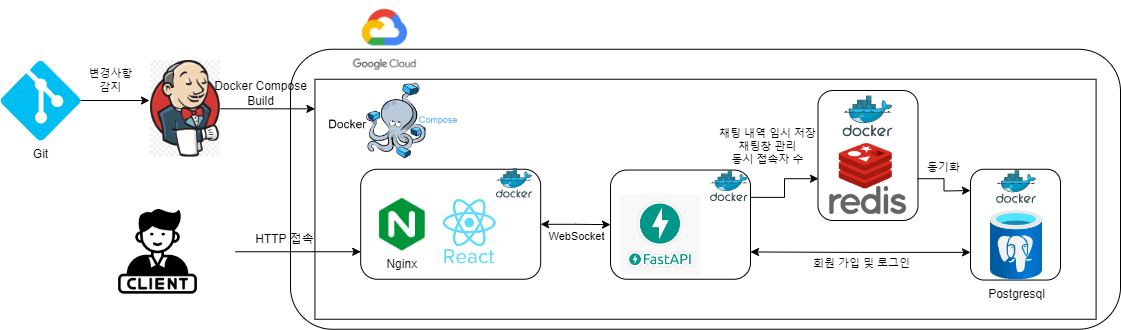 Google Cloud
변경사항
감지
Git
Docker Compose
Build
Docker
Compose
docker
채팅 내역 임시 저장
채팅창 관리
동시 접속자 수
redis
동기화
docker
docker
docker
HTTP 접속
Nginx
React
WebSocket
FastAPI
회원 가입 및 로그인
CLIENT
Postgresql